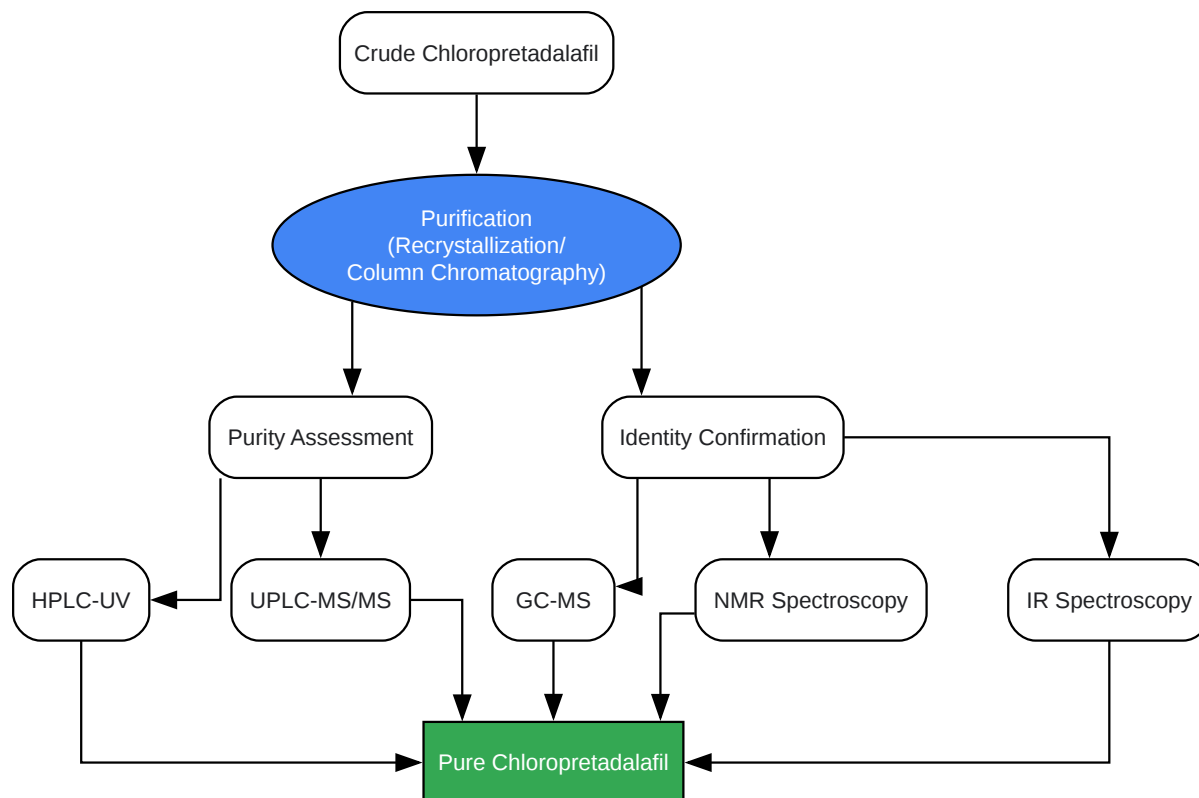 Crude Chloropretadalafil
Purification
(Recrystallization/
Column Chromatography)
Purity Assessment
Identity Confirmation
HPLC-UV
UPLC-MS/MS
GC-MS
NMR Spectroscopy
IR Spectroscopy
Pure Chloropretadalafil